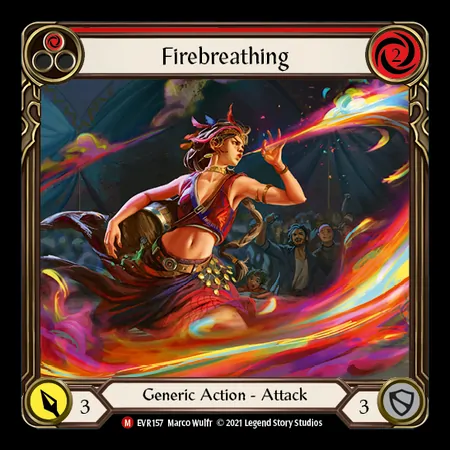 Firebreathing
2
3
Generic Action - Attack
3
M EVR157 Marco Wulfr © 2021 Legend Story Studios